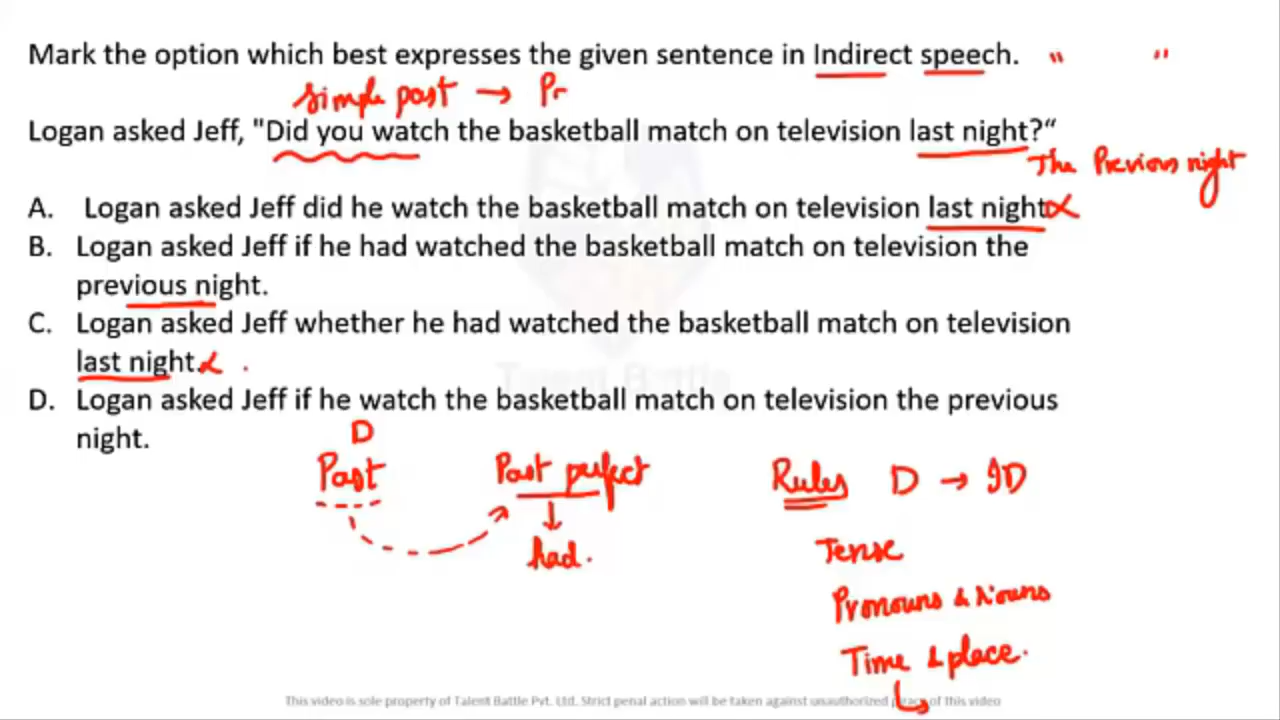 Mark the option which best expresses the given sentence in Indirect speech. " "
simple past → Pr
Logan asked Jeff, "Did you watch the basketball match on television last night?“
The Previous night
A. Logan asked Jeff did he watch the basketball match on television last night
B. Logan asked Jeff if he had watched the basketball match on television the
previous night.
C. Logan asked Jeff whether he had watched the basketball match on television
last night.
D. Logan asked Jeff if he watch the basketball match on television the previous
night.
D
Past Past perfect
had.
Rules D → ID
Tense
Pronouns & Nouns
Time & place.
Talent Battle
This video is sole property of Talent Battle Pvt. Ltd. Strict penal action will be taken against unauthorized piracy of this video